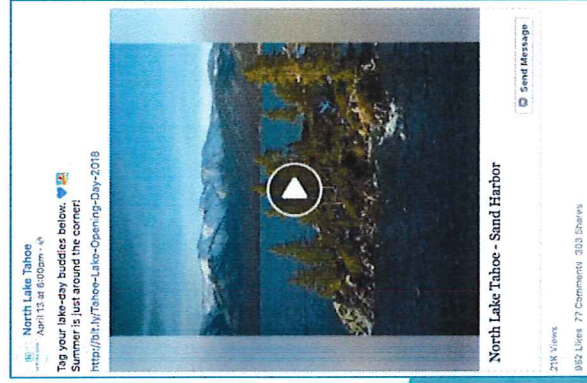 North Lake Tahoe
April 13 at 6:00pm ·
Tag your lake-day buddies below. 💙
Summer is just around the corner!
http://bit.ly/Tahoe-Lake-Opening-Day-2018
North Lake Tahoe - Sand Harbor
Send Message
21K Views
952 Likes 77 Comments 303 Shares